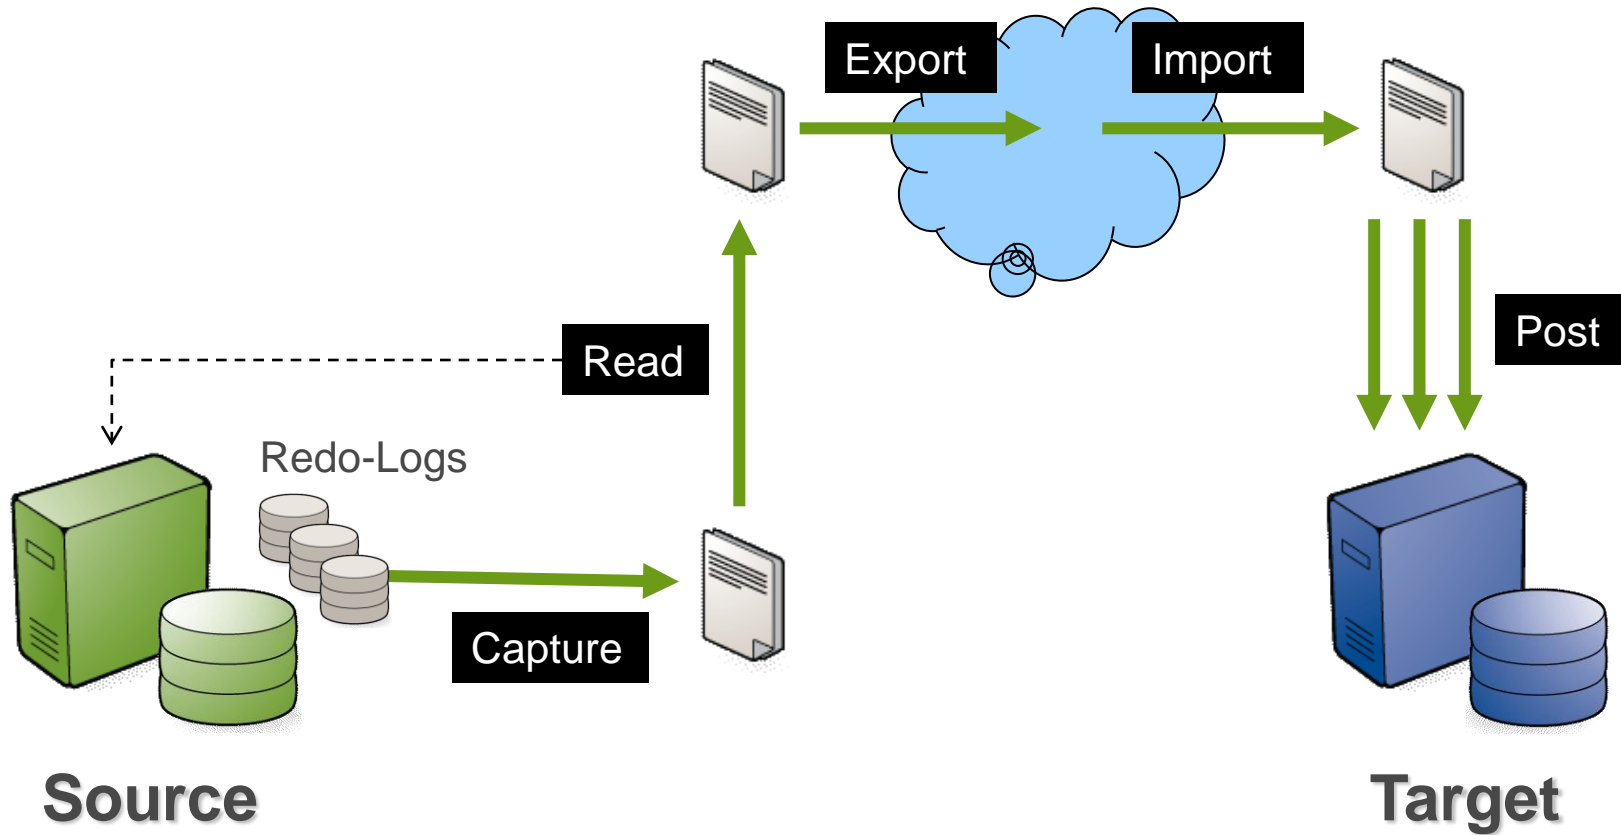 Export
Import
Read
Post
Redo-Logs
Capture
Source
Target